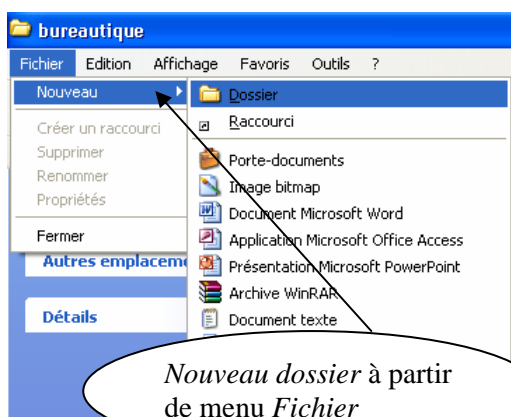 bureautique
Fichier Edition Affichage Favoris Outils ?
Nouveau
Créer un raccourci
Supprimer
Renommer
Propriétés
Fermer
Dossier
Raccourci
Porte-documents
Image bitmap
Document Microsoft Word
Application Microsoft Office Access
Présentation Microsoft PowerPoint
Archive WinRAR
Document texte
Autres emplacem
Détails
Nouveau dossier à partir
de menu Fichier